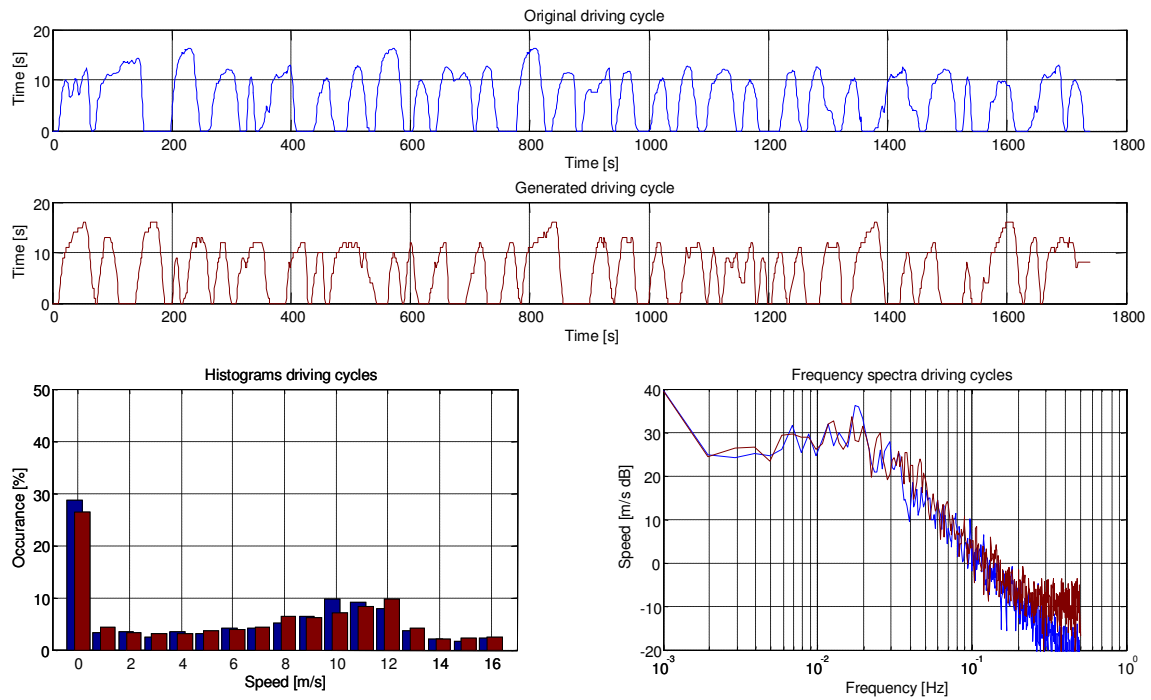 Original driving cycle
Time [s]
20
10
0
0 200 400 600 800 1000 1200 1400 1600 1800
Time [s]
Generated driving cycle
Time [s]
20
10
0
0 200 400 600 800 1000 1200 1400 1600 1800
Time [s]
Histograms driving cycles
Occurance [%]
50
40
30
20
10
0
0 2 4 6 8 10 12 14 16
Speed [m/s]
Frequency spectra driving cycles
Speed [m/s dB]
40
30
20
10
0
-10
-20
10^-3 10^-2 10^-1 10^0
Frequency [Hz]